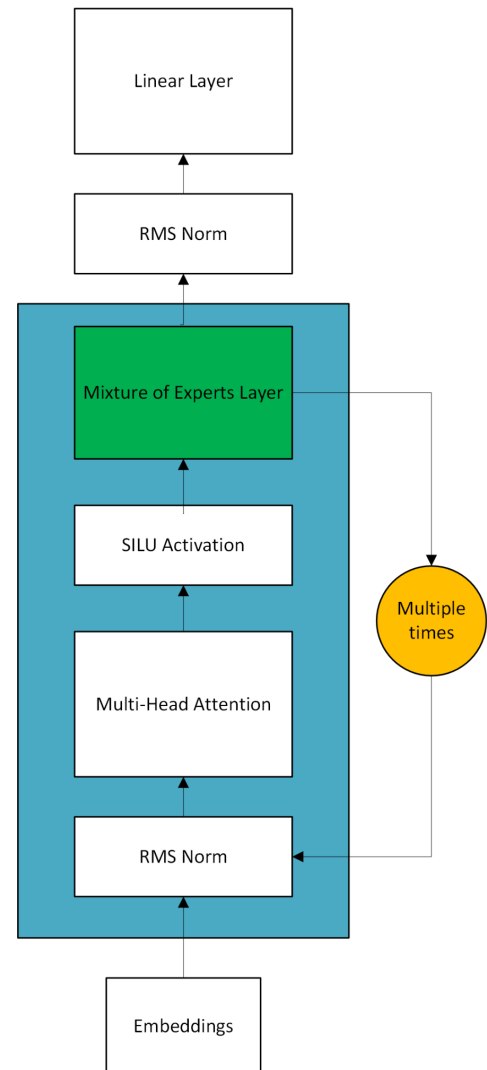 Linear Layer
RMS Norm
Mixture of Experts Layer
SILU Activation
Multiple
times
Multi-Head Attention
RMS Norm
Embeddings